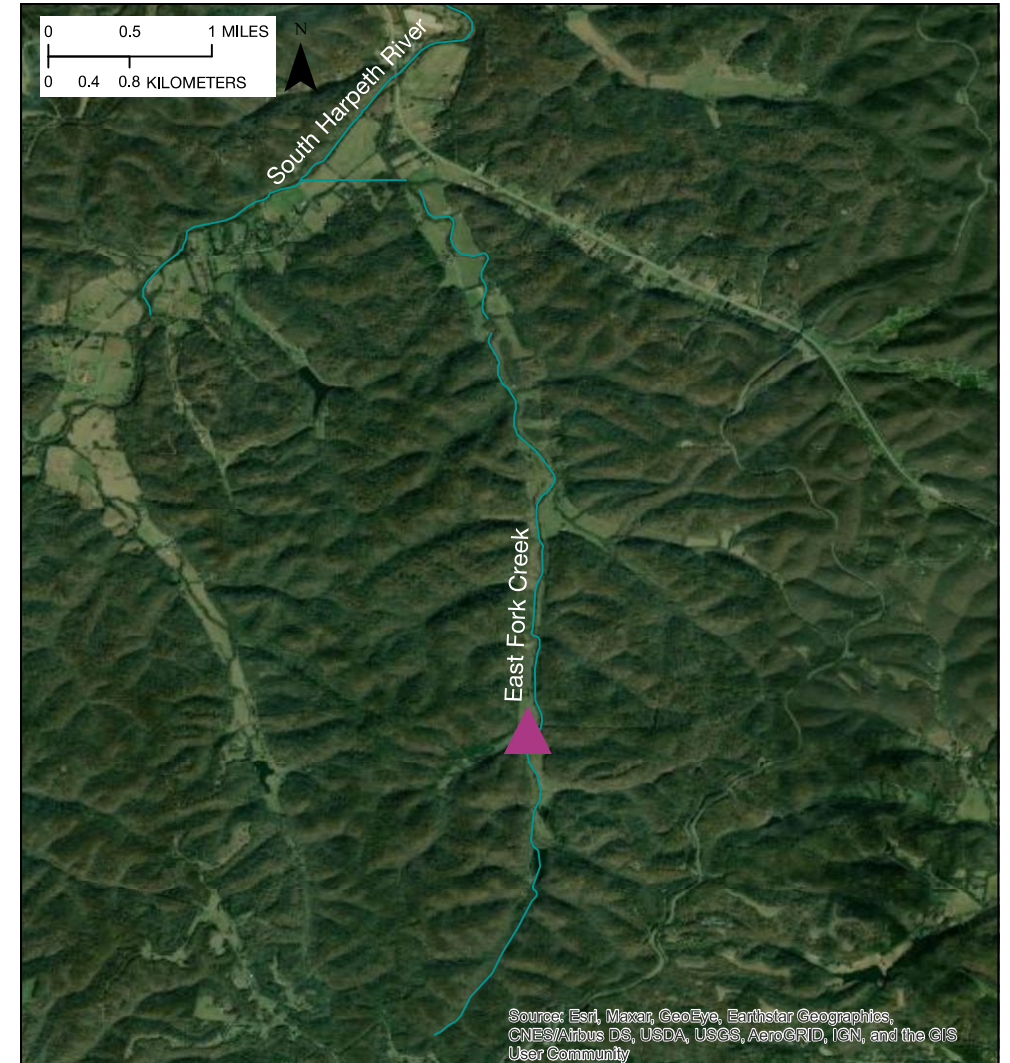 0 0.5 1 MILES
0 0.4 0.8 KILOMETERS
N
South Harpeth River
East Fork Creek
Source: Esri, Maxar, GeoEye, Earthstar Geographics,
CNES/Airbus DS, USDA, USGS, AeroGRID, IGN, and the GIS
User Community